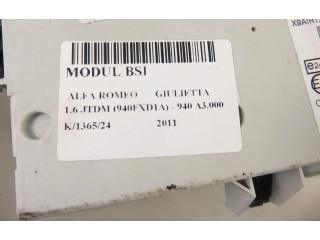 MODUL BSI
ALFA ROMEO GIULIETTA
1.6 JTDM (940FXD1A) - 940 A3.000
K/1365/24 2011